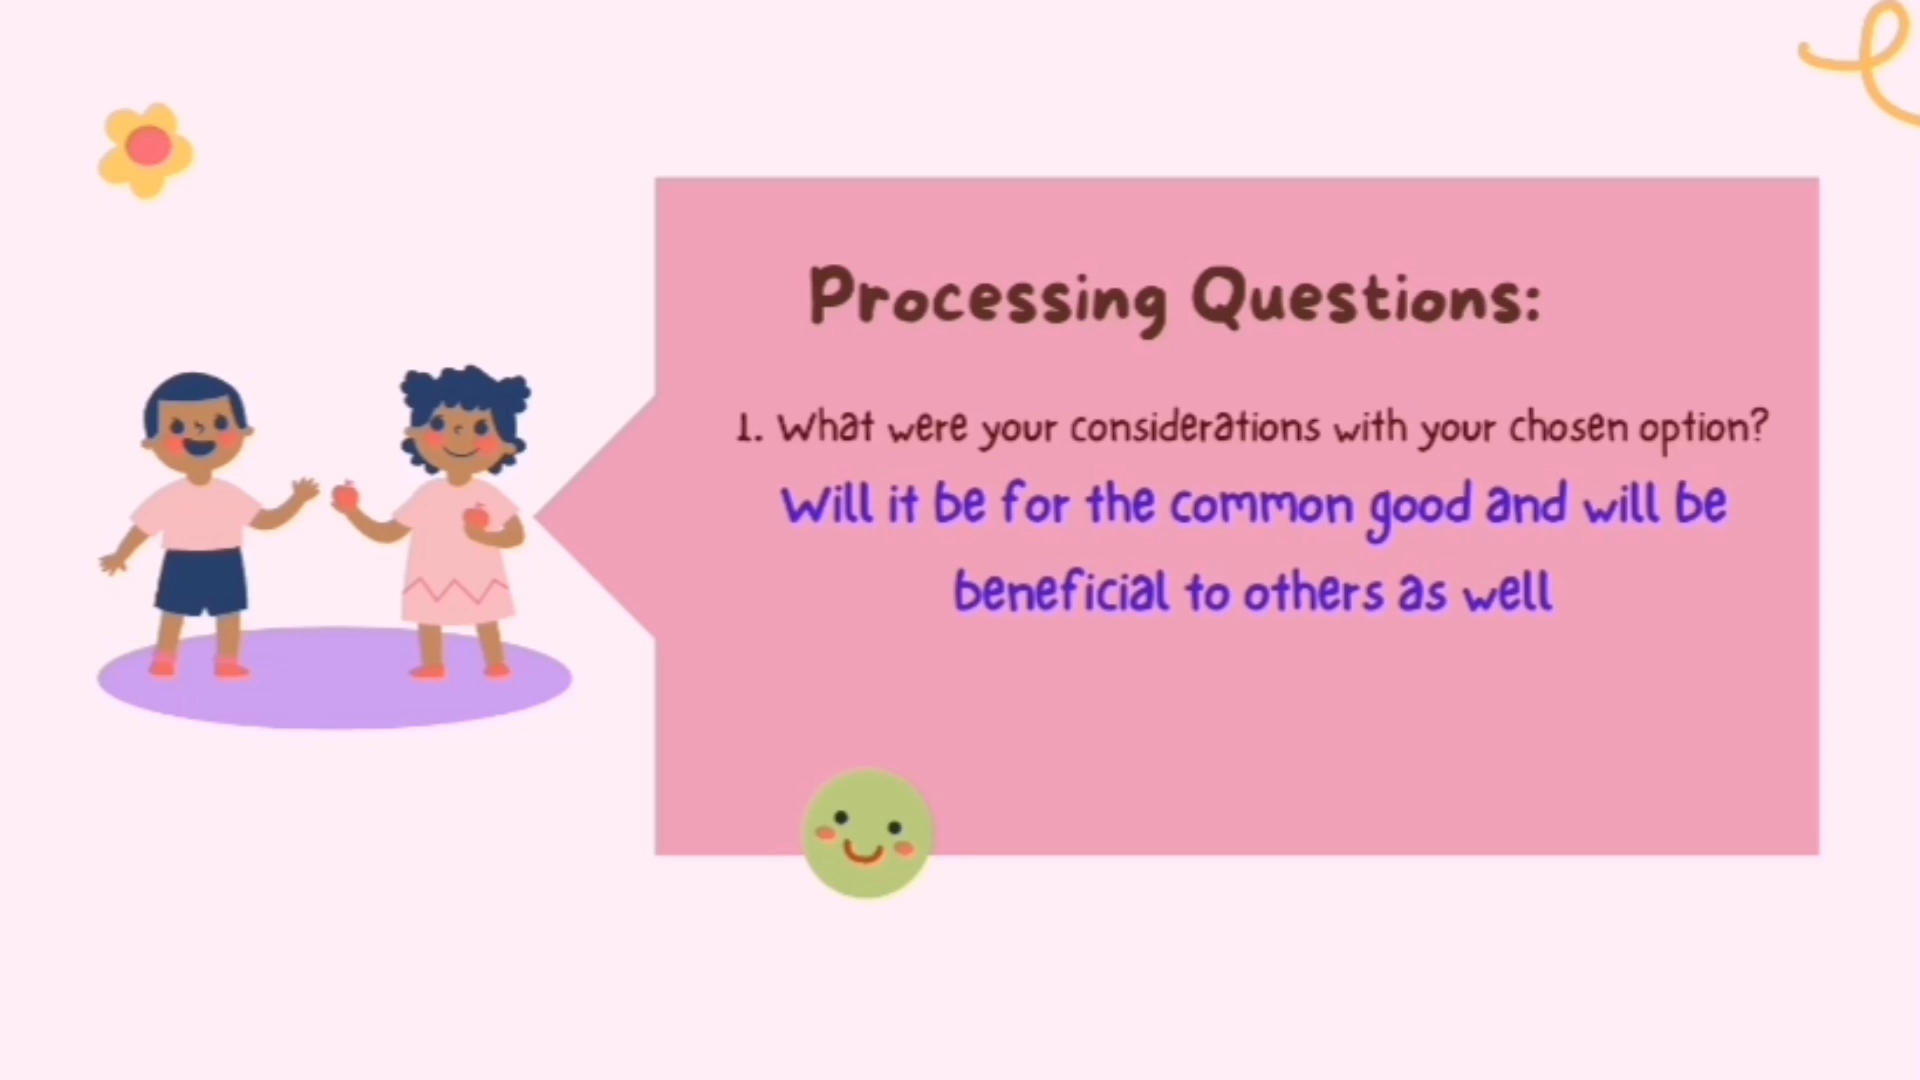 Processing Questions:
1. What were your considerations with your chosen option?
Will it be for the common good and will be
beneficial to others as well